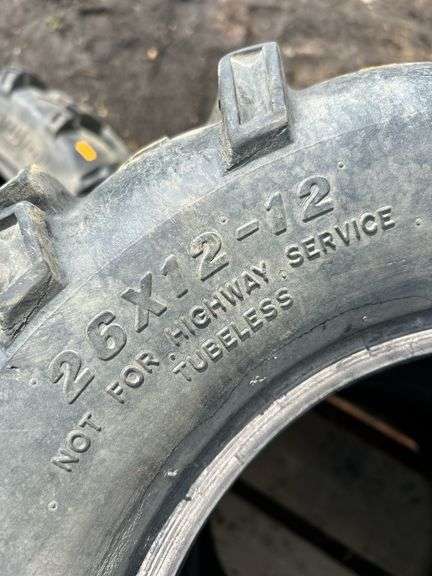 26X12-12
NOT FOR HIGHWAY SERVICE
TUBELESS